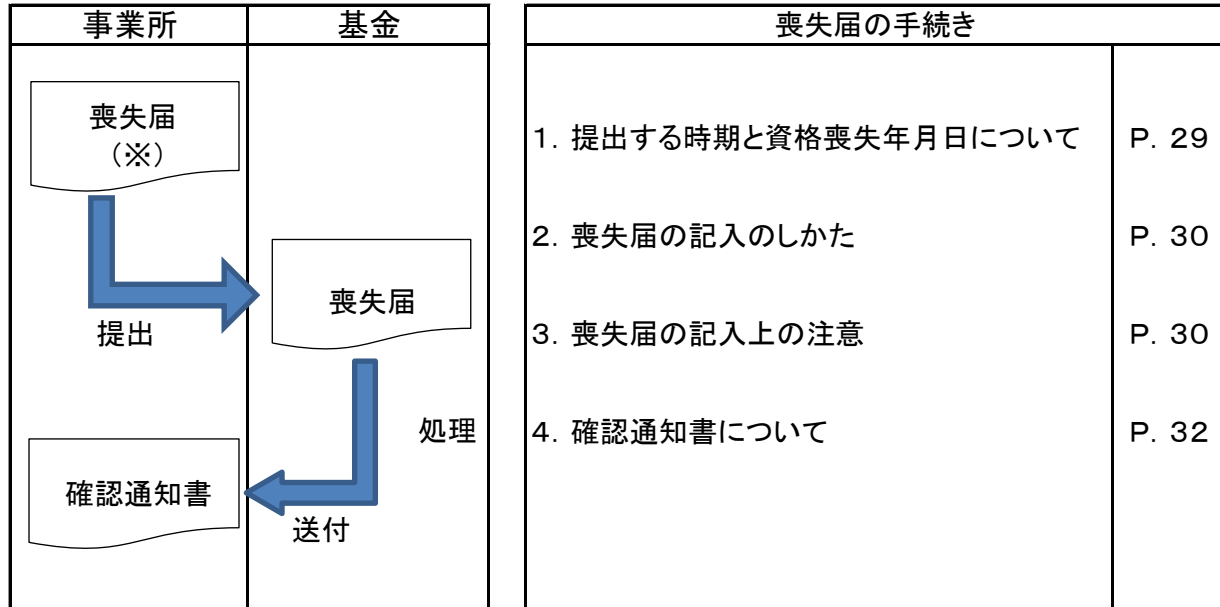 事業所
基金
喪失届
(※)
提出
喪失届
処理
確認通知書
送付
喪失届の手続き
1. 提出する時期と資格喪失年月日について P. 29
2. 喪失届の記入のしかた P. 30
3. 喪失届の記入上の注意 P. 30
4. 確認通知書について P. 32